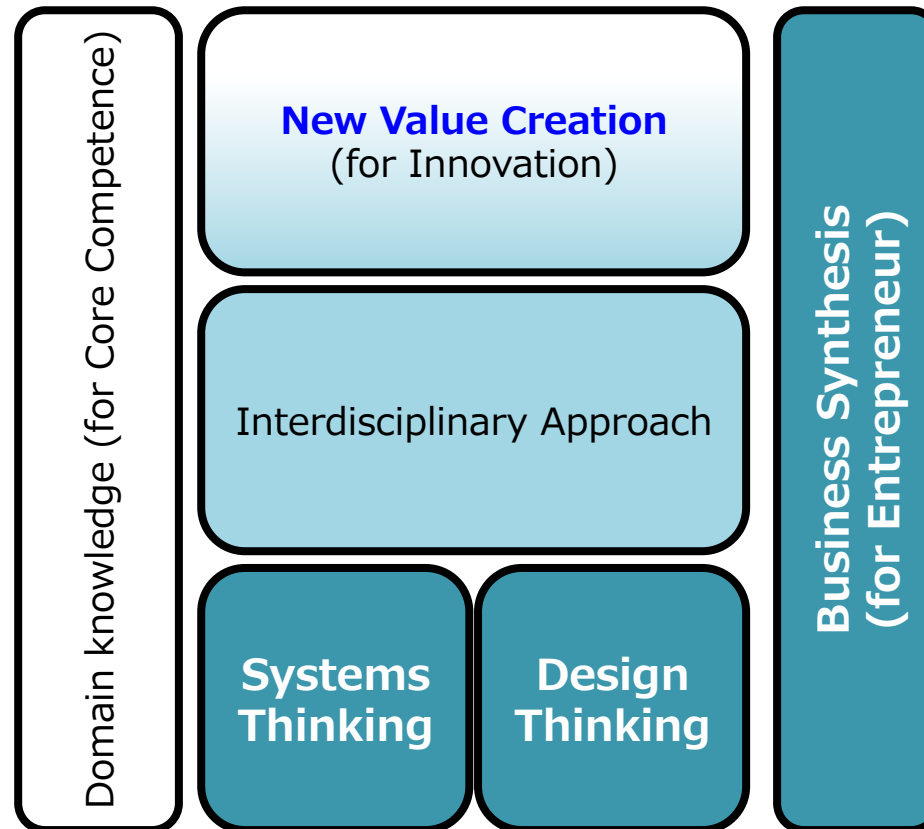 Domain knowledge (for Core Competence)
New Value Creation
(for Innovation)
Interdisciplinary Approach
Systems
Thinking
Design
Thinking
Business Synthesis
(for Entrepreneur)